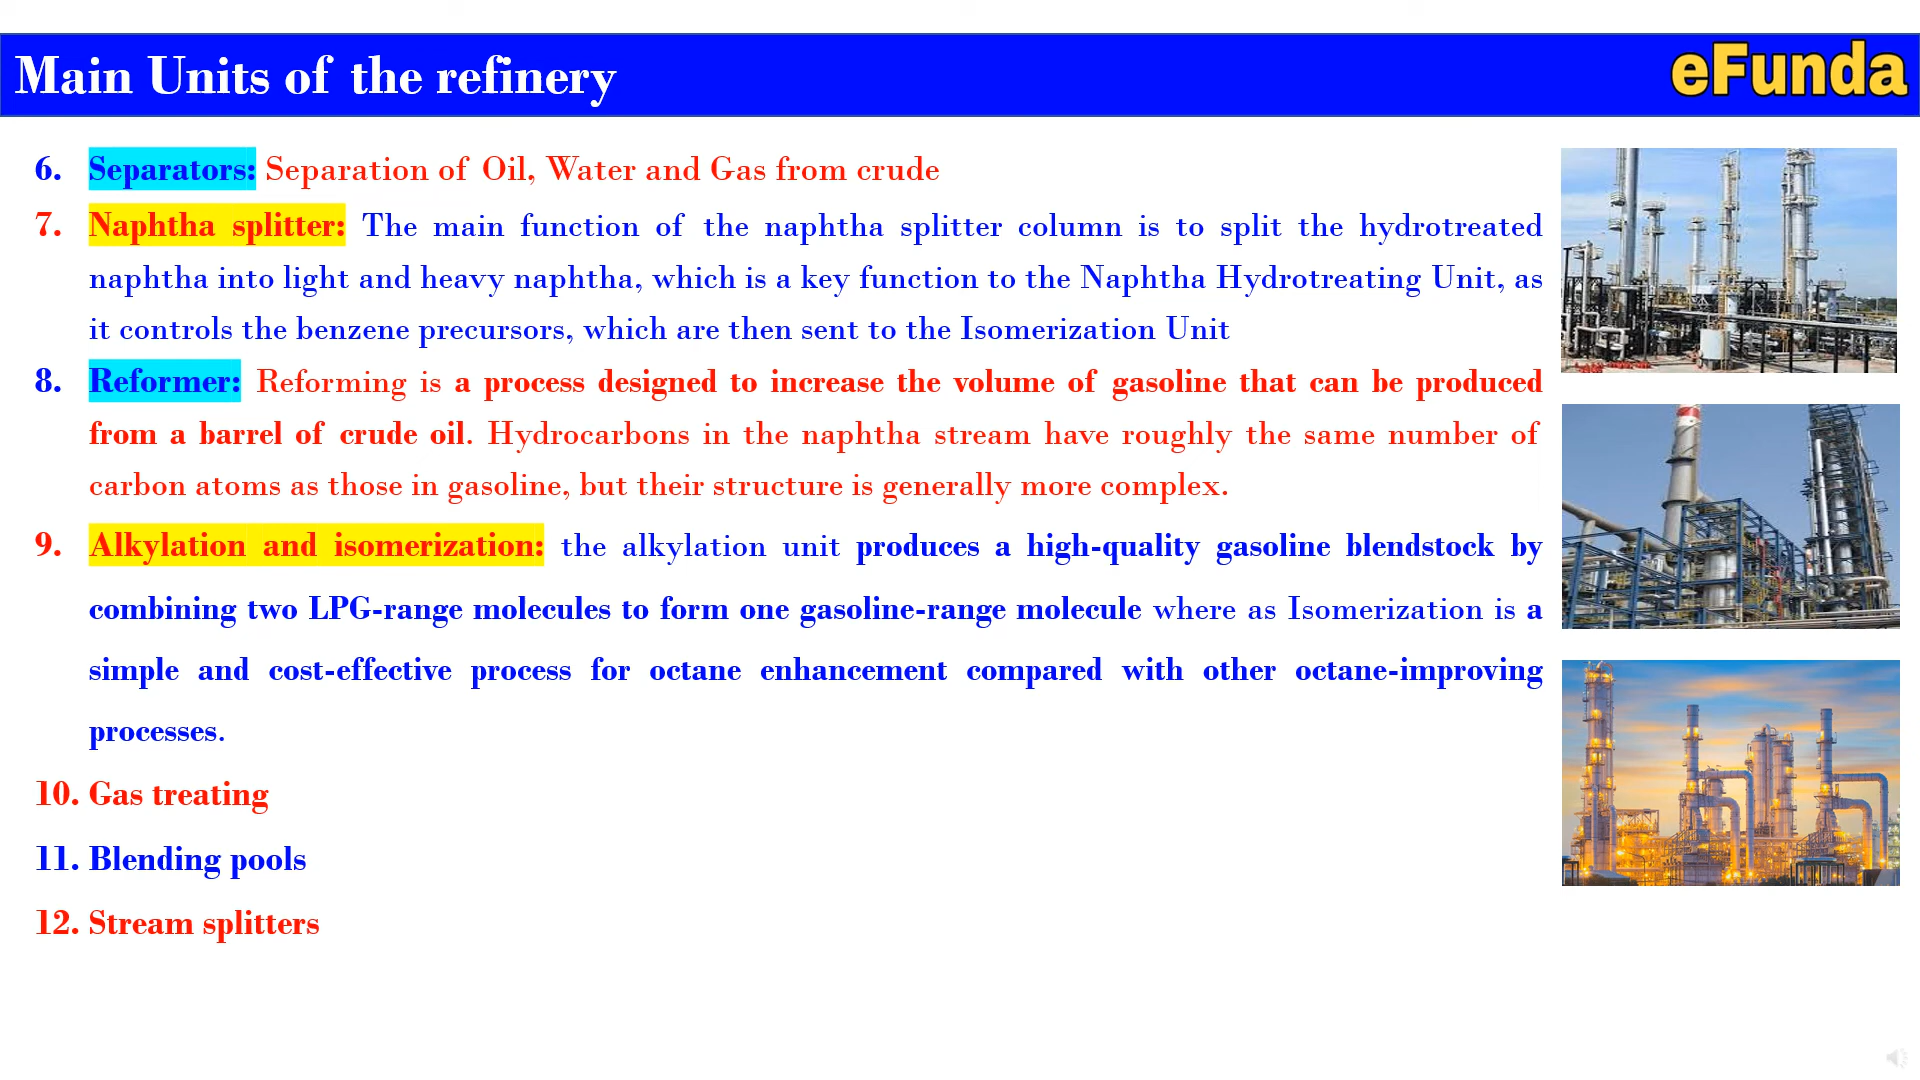 Main Units of the refinery
eFunda
6. Separators: Separation of Oil, Water and Gas from crude
7. Naphtha splitter: The main function of the naphtha splitter column is to split the hydrotreated
naphtha into light and heavy naphtha, which is a key function to the Naphtha Hydrotreating Unit, as
it controls the benzene precursors, which are then sent to the Isomerization Unit
8. Reformer: Reforming is a process designed to increase the volume of gasoline that can be produced
from a barrel of crude oil. Hydrocarbons in the naphtha stream have roughly the same number of
carbon atoms as those in gasoline, but their structure is generally more complex.
9. Alkylation and isomerization: the alkylation unit produces a high-quality gasoline blendstock by
combining two LPG-range molecules to form one gasoline-range molecule where as Isomerization is a
simple and cost-effective process for octane enhancement compared with other octane-improving
processes.
10. Gas treating
11. Blending pools
12. Stream splitters